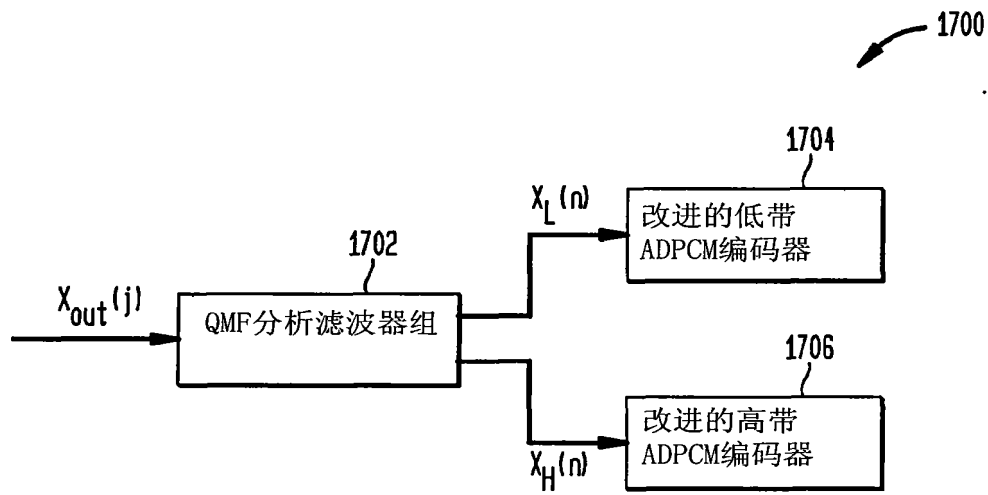 1700
1704
X_L(n)
改进的低带
ADPCM编码器
1702
X_out(j)
QMF分析滤波器组
1706
改进的高带
ADPCM编码器
X_H(n)